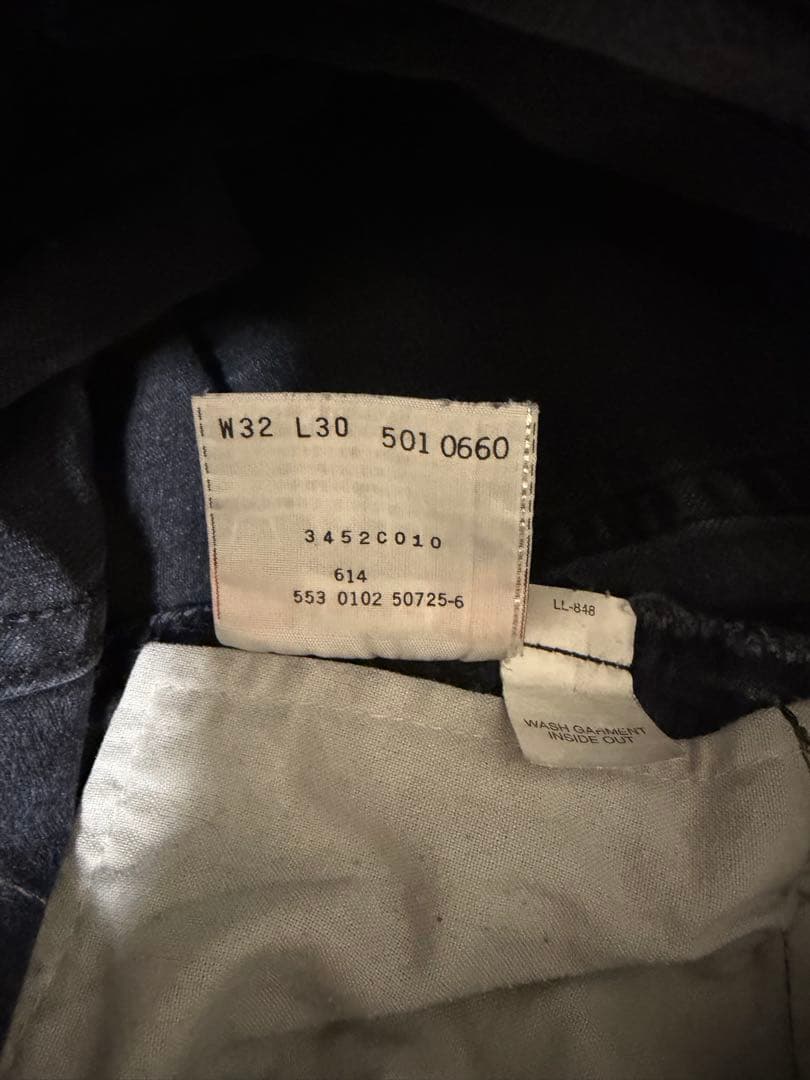 W32 L30 501 0660
3452C010
614
553 0102 50725-6
LL-848
WASH GARMENT
INSIDE OUT